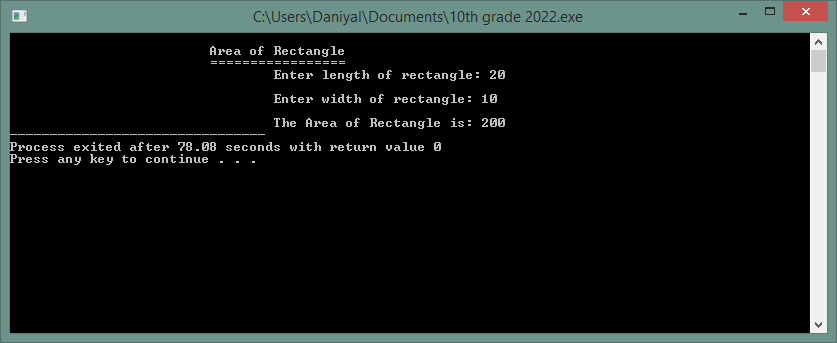 C:\Users\Daniyal\Documents\10th grade 2022.exe
Area of Rectangle
=================
Enter length of rectangle: 20
Enter width of rectangle: 10
The Area of Rectangle is: 200
--------------------------------
Process exited after 78.08 seconds with return value 0
Press any key to continue . . .